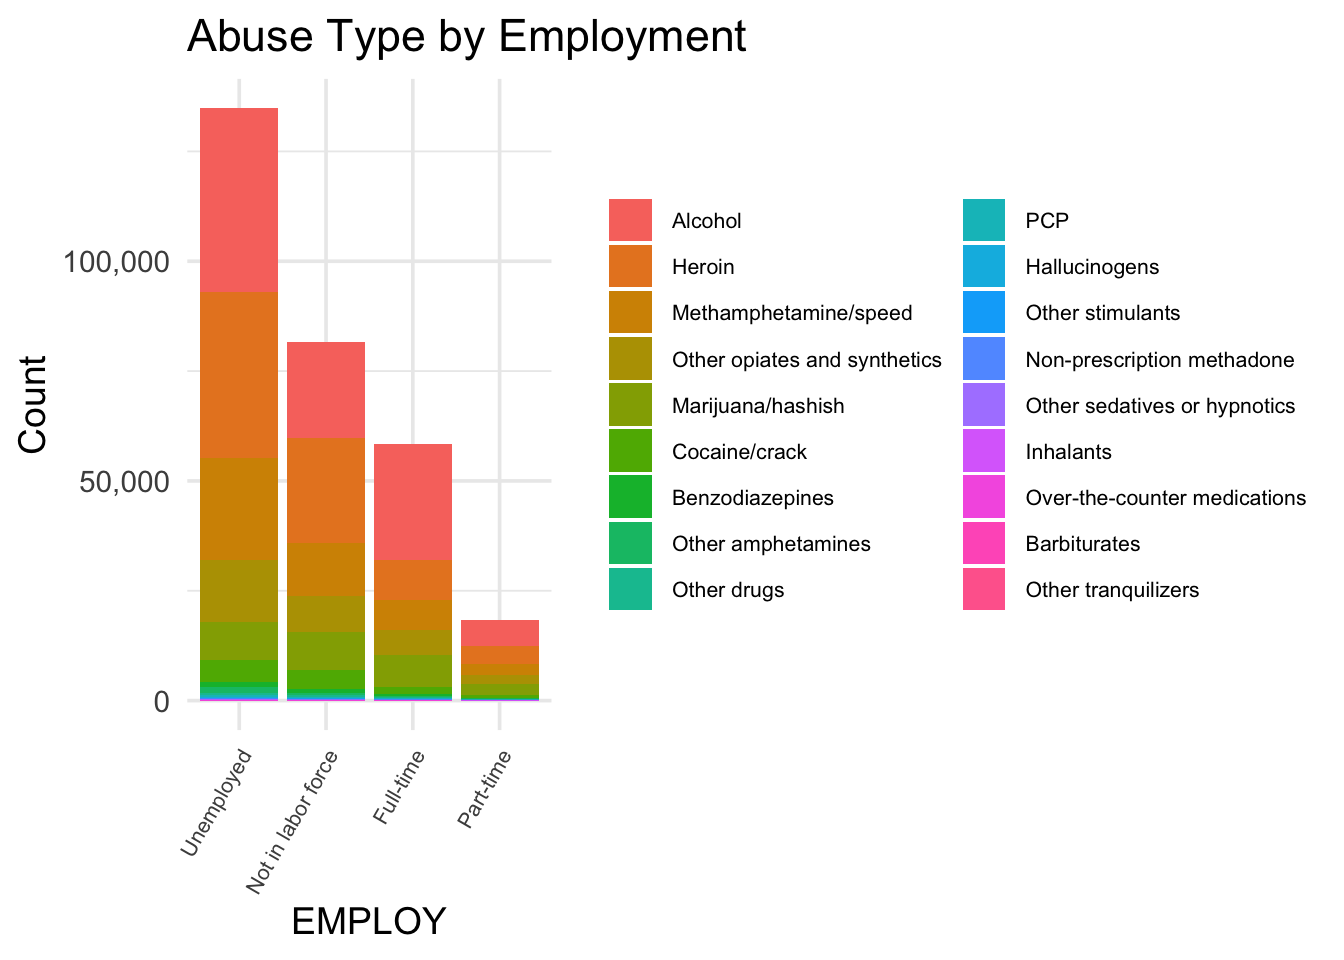 Abuse Type by Employment
Count
100,000
50,000
0
Unemployed
Not in labor force
Full-time
Part-time
EMPLOY
Alcohol
Heroin
Methamphetamine/speed
Other opiates and synthetics
Marijuana/hashish
Cocaine/crack
Benzodiazepines
Other amphetamines
Other drugs
PCP
Hallucinogens
Other stimulants
Non-prescription methadone
Other sedatives or hypnotics
Inhalants
Over-the-counter medications
Barbiturates
Other tranquilizers